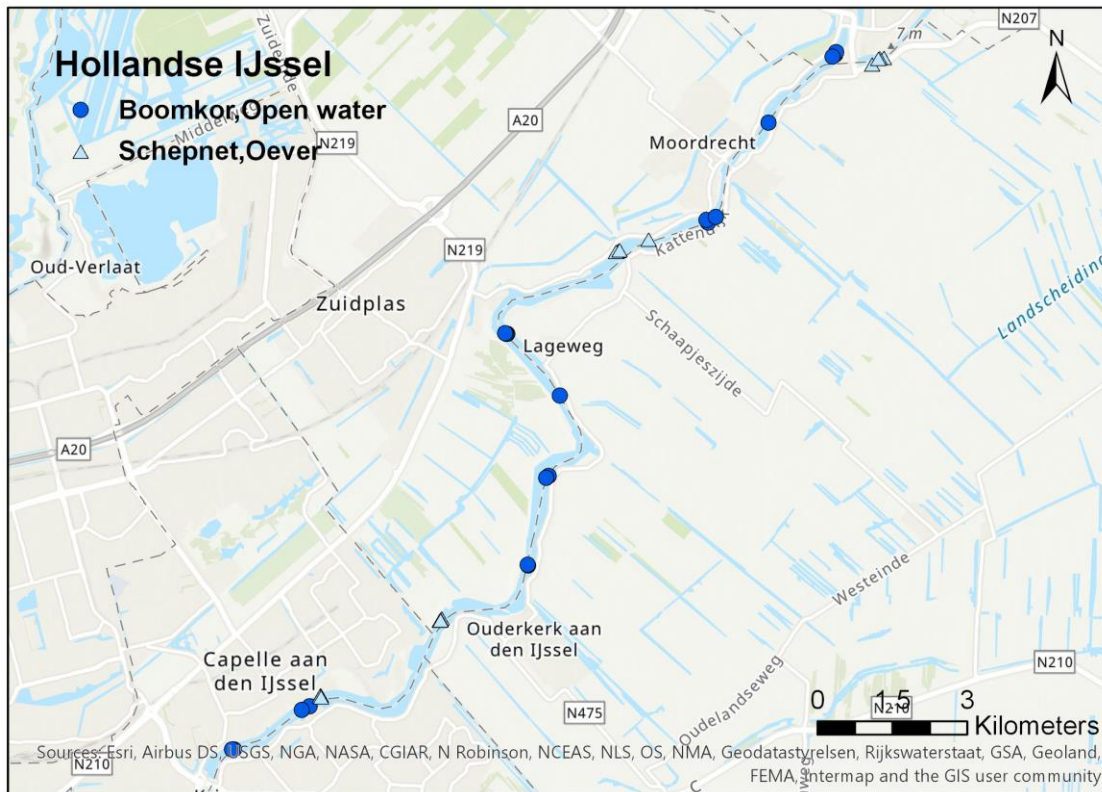 N207
7 m
N
Zuidelij
Hollandse IJssel
Boomkor,Open water
A20
Middel
N219
Schepnet,Oever
Moordrecht
Kattendijk
Oud-Verlaat
N219
Zuidplas
Landscheiding
Schaapjeszijde
Lageweg
A20
Westeinde
Ouderkerk aan
den IJssel
Capelle aan
den IJssel
N210
Oudelandseweg
0 1.5 3
Kilometers
N210
N475
N210
Sources: Esri, Airbus DS, USGS, NGA, NASA, CGIAR, N Robinson, NCEAS, NLS, OS, NMA, Geodatastyrelsen, Rijkswaterstaat, GSA, Geoland,
FEMA, Intermap and the GIS user community